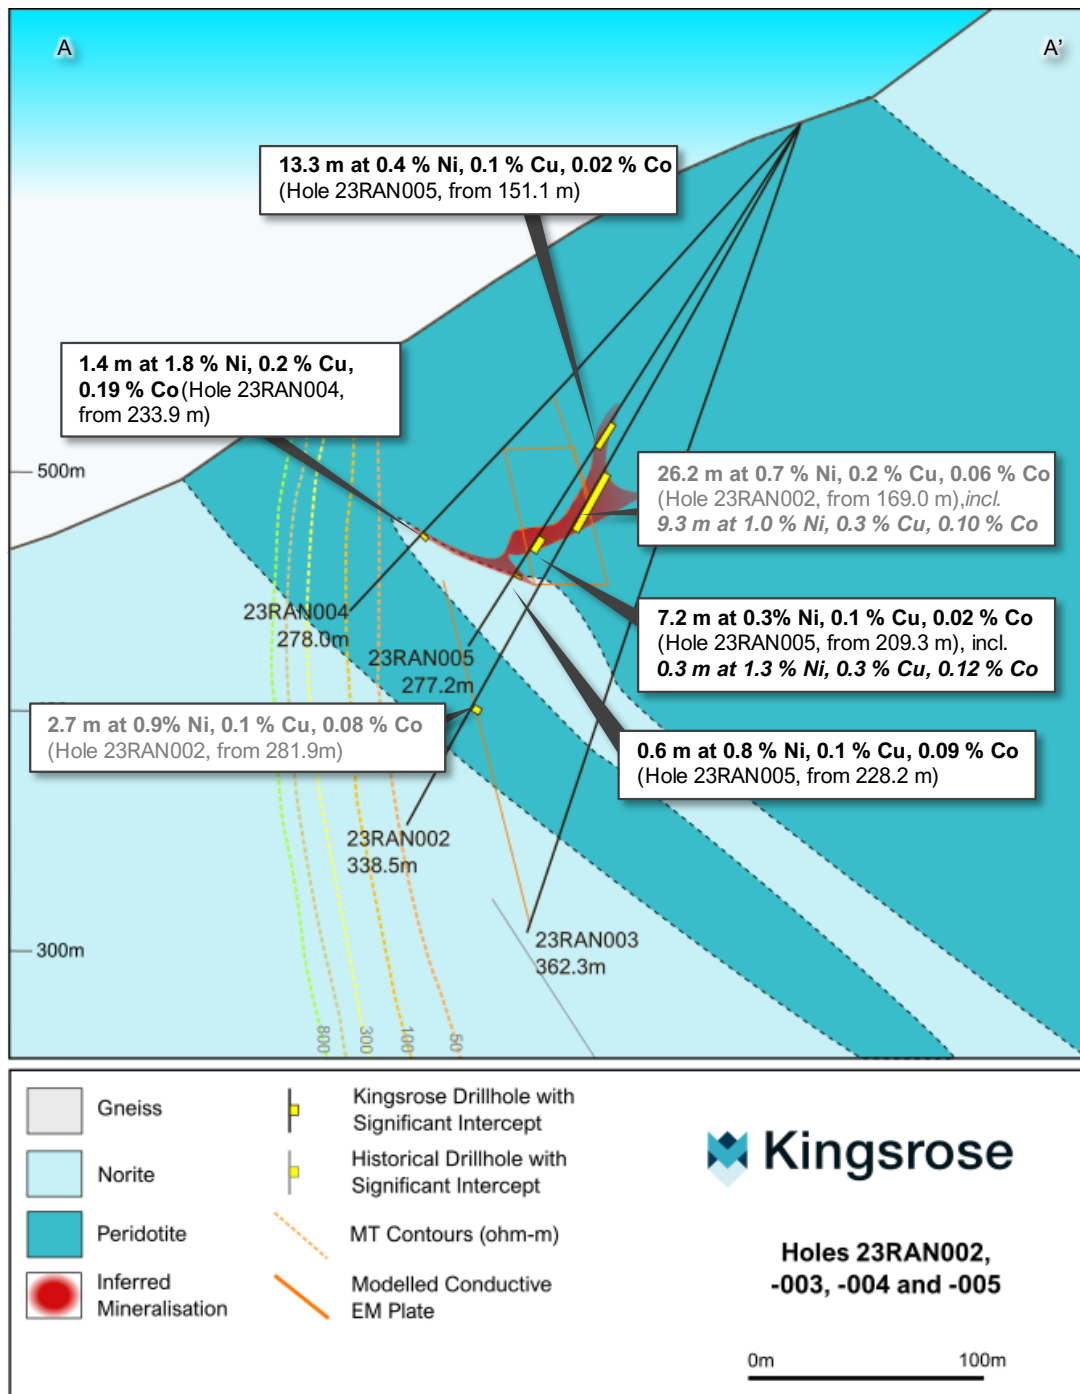 A
A’
13.3 m at 0.4 % Ni, 0.1 % Cu, 0.02 % Co
(Hole 23RAN005, from 151.1 m)
1.4 m at 1.8 % Ni, 0.2 % Cu,
0.19 % Co (Hole 23RAN004,
from 233.9 m)
500m
26.2 m at 0.7 % Ni, 0.2 % Cu, 0.06 % Co
(Hole 23RAN002, from 169.0 m),incl.
9.3 m at 1.0 % Ni, 0.3 % Cu, 0.10 % Co
23RAN004
278.0m
23RAN005
277.2m
7.2 m at 0.3% Ni, 0.1 % Cu, 0.02 % Co
(Hole 23RAN005, from 209.3 m), incl.
0.3 m at 1.3 % Ni, 0.3 % Cu, 0.12 % Co
2.7 m at 0.9% Ni, 0.1 % Cu, 0.08 % Co
(Hole 23RAN002, from 281.9m)
0.6 m at 0.8 % Ni, 0.1 % Cu, 0.09 % Co
(Hole 23RAN005, from 228.2 m)
23RAN002
338.5m
23RAN003
362.3m
300m
800
300
100
50
Gneiss
Norite
Peridotite
Inferred
Mineralisation
Kingsrose Drillhole with
Significant Intercept
Historical Drillhole with
Significant Intercept
MT Contours (ohm-m)
Modelled Conductive
EM Plate
Kingsrose
Holes 23RAN002,
-003, -004 and -005
0m
100m